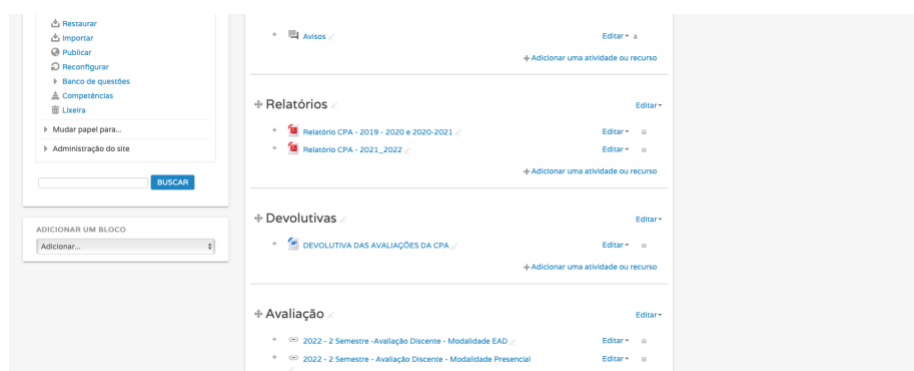 Restaurar
Importar
Publicar
Reconfigurar
Banco de questões
Competências
Lixeira
Mudar papel para...
Administração do site
BUSCAR
ADICIONAR UM BLOCO
Adicionar...
Avisos Editar
Adicionar uma atividade ou recurso
Relatórios Editar
Relatório CPA - 2019 - 2020 e 2020-2021 Editar
Relatório CPA - 2021_2022 Editar
Adicionar uma atividade ou recurso
Devolutivas Editar
DEVOLUTIVA DAS AVALIAÇÕES DA CPA Editar
Adicionar uma atividade ou recurso
Avaliação Editar
2022 - 2 Semestre -Avaliação Discente - Modalidade EAD Editar
2022 - 2 Semestre - Avaliação Discente - Modalidade Presencial Editar